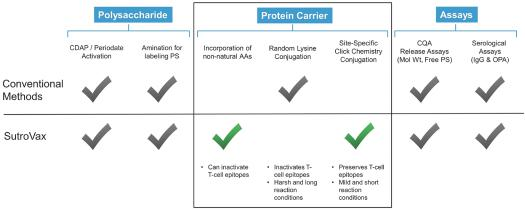 Polysaccharide
Protein Carrier
Assays
CDAP / Periodate
Activation
Amination for
labeling PS
Incorporation of
non-natural AAs
Random Lysine
Conjugation
Site-Specific
Click Chemistry
Conjugation
CQA
Release Assays
(Mol Wt, Free PS)
Serological
Assays
(IgG & OPA)
Conventional
Methods
SutroVax
• Can inactivate
T-cell epitopes
• Inactivates T-
cell epitopes
• Harsh and long
reaction
conditions
• Preserves T-cell
epitopes
• Mild and short
reaction
conditions